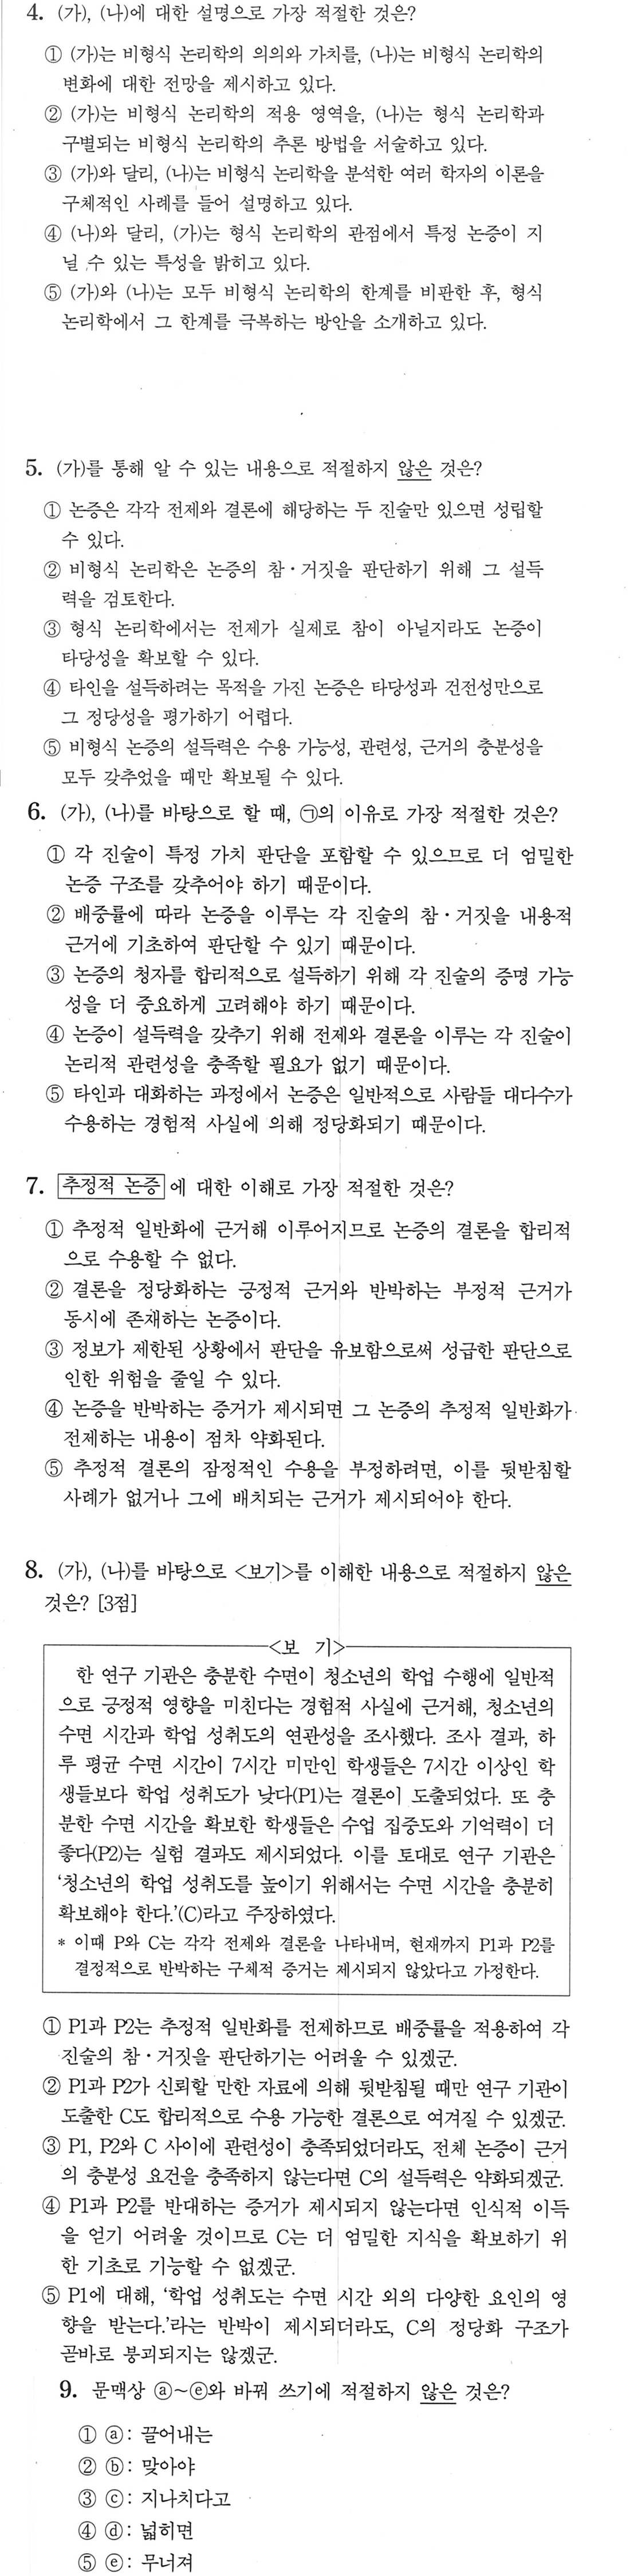 4. (가), (나)에 대한 설명으로 가장 적절한 것은?
① (가)는 비형식 논리학의 의의와 가치를, (나)는 비형식 논리학의
변화에 대한 전망을 제시하고 있다.
② (가)는 비형식 논리학의 적용 영역을, (나)는 형식 논리학과
구별되는 비형식 논리학의 추론 방법을 서술하고 있다.
③ (가)와 달리, (나)는 비형식 논리학을 분석한 여러 학자의 이론을
구체적인 사례를 들어 설명하고 있다.
④ (나)와 달리, (가)는 형식 논리학의 관점에서 특정 논증이 지
닐 수 있는 특성을 밝히고 있다.
⑤ (가)와 (나)는 모두 비형식 논리학의 한계를 비판한 후, 형식
논리학에서 그 한계를 극복하는 방안을 소개하고 있다.
5. (가)를 통해 알 수 있는 내용으로 적절하지 않은 것은?
① 논증은 각각 전제와 결론에 해당하는 두 진술만 있으면 성립할
수 있다.
② 비형식 논리학은 논증의 참·거짓을 판단하기 위해 그 설득
력을 검토한다.
③ 형식 논리학에서는 전제가 실제로 참이 아닐지라도 논증이
타당성을 확보할 수 있다.
④ 타인을 설득하려는 목적을 가진 논증은 타당성과 건전성만으로
그 정당성을 평가하기 어렵다.
⑤ 비형식 논증의 설득력은 수용 가능성, 관련성, 근거의 충분성을
모두 갖추었을 때만 확보될 수 있다.
6. (가), (나)를 바탕으로 할 때, ㉠의 이유로 가장 적절한 것은?
① 각 진술이 특정 가치 판단을 포함할 수 있으므로 더 엄밀한
논증 구조를 갖추어야 하기 때문이다.
② 배중률에 따라 논증을 이루는 각 진술의 참·거짓을 내용적
근거에 기초하여 판단할 수 있기 때문이다.
③ 논증의 청자를 합리적으로 설득하기 위해 각 진술의 증명 가능
성을 더 중요하게 고려해야 하기 때문이다.
④ 논증이 설득력을 갖추기 위해 전제와 결론을 이루는 각 진술이
논리적 관련성을 충족할 필요가 없기 때문이다.
⑤ 타인과 대화하는 과정에서 논증은 일반적으로 사람들 대다수가
수용하는 경험적 사실에 의해 정당화되기 때문이다.
7. 추정적 논증에 대한 이해로 가장 적절한 것은?
① 추정적 일반화에 근거해 이루어지므로 논증의 결론을 합리적
으로 수용할 수 없다.
② 결론을 정당화하는 긍정적 근거와 반박하는 부정적 근거가
동시에 존재하는 논증이다.
③ 정보가 제한된 상황에서 판단을 유보함으로써 성급한 판단으로
인한 위험을 줄일 수 있다.
④ 논증을 반박하는 증거가 제시되면 그 논증의 추정적 일반화가
전제하는 내용이 점차 약화된다.
⑤ 추정적 결론의 잠정적인 수용을 부정하려면, 이를 뒷받침할
사례가 없거나 그에 배치되는 근거가 제시되어야 한다.
8. (가), (나)를 바탕으로 <보기>를 이해한 내용으로 적절하지 않은
것은? [3점]
<보 기>
한 연구 기관은 충분한 수면이 청소년의 학업 수행에 일반적
으로 긍정적 영향을 미친다는 경험적 사실에 근거해, 청소년의
수면 시간과 학업 성취도의 연관성을 조사했다. 조사 결과, 하
루 평균 수면 시간이 7시간 미만인 학생들은 7시간 이상인 학
생들보다 학업 성취도가 낮다(P1)는 결론이 도출되었다. 또 충
분한 수면 시간을 확보한 학생들은 수업 집중도와 기억력이 더
좋다(P2)는 실험 결과도 제시되었다. 이를 토대로 연구 기관은
‘청소년의 학업 성취도를 높이기 위해서는 수면 시간을 충분히
확보해야 한다.’(C)라고 주장하였다.
* 이때 P와 C는 각각 전제와 결론을 나타내며, 현재까지 P1과 P2를
결정적으로 반박하는 구체적 증거는 제시되지 않았다고 가정한다.
① P1과 P2는 추정적 일반화를 전제하므로 배중률을 적용하여 각
진술의 참·거짓을 판단하기는 어려울 수 있겠군.
② P1과 P2가 신뢰할 만한 자료에 의해 뒷받침될 때만 연구 기관이
도출한 C도 합리적으로 수용 가능한 결론으로 여겨질 수 있겠군.
③ P1, P2와 C 사이에 관련성이 충족되었더라도, 전체 논증이 근거
의 충분성 요건을 충족하지 않는다면 C의 설득력은 약화되겠군.
④ P1과 P2를 반대하는 증거가 제시되지 않는다면 인식적 이득
을 얻기 어려울 것이므로 C는 더 엄밀한 지식을 확보하기 위
한 기초로 기능할 수 없겠군.
⑤ P1에 대해, ‘학업 성취도는 수면 시간 외의 다양한 요인의 영
향을 받는다.’라는 반박이 제시되더라도, C의 정당화 구조가
곧바로 붕괴되지는 않겠군.
9. 문맥상 ⓐ~ⓔ와 바꿔 쓰기에 적절하지 않은 것은?
① ⓐ: 끌어내는
② ⓑ: 맞아야
③ ⓒ: 지나치다고
④ ⓓ: 넓히면
⑤ ⓔ: 무너져